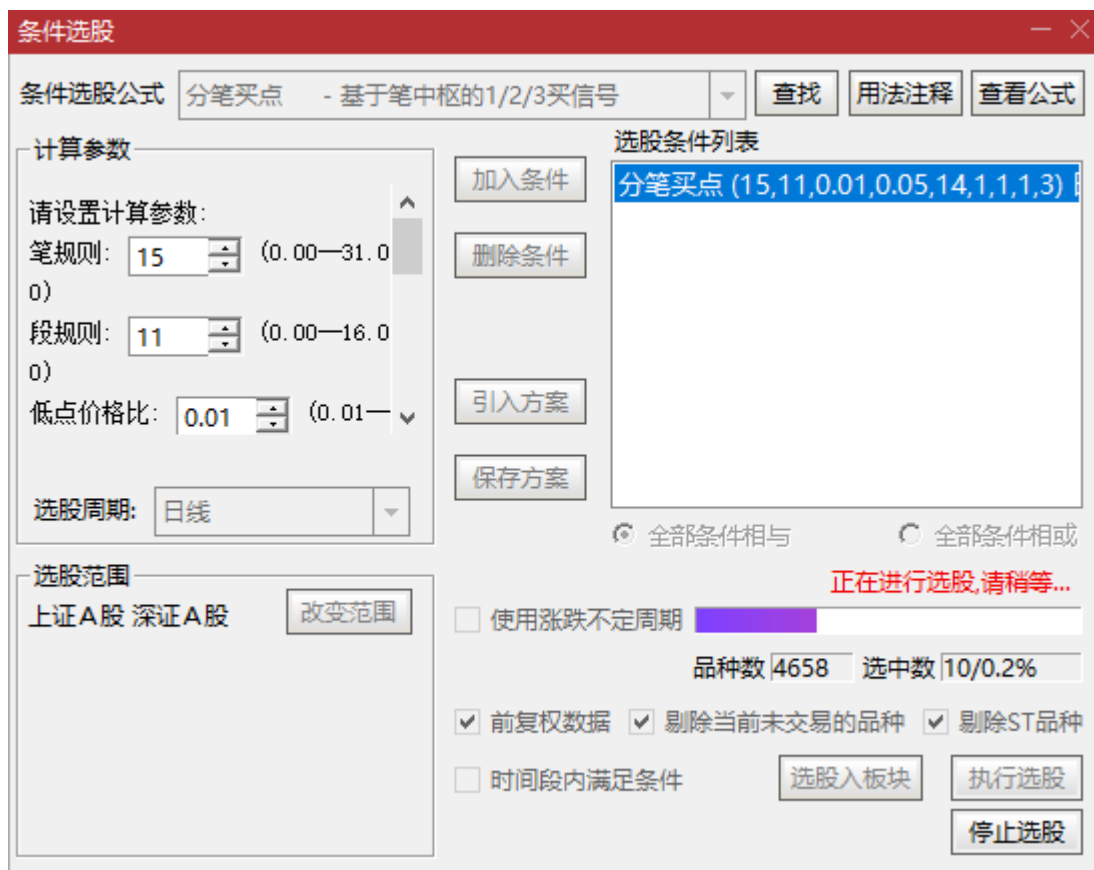 条件选股
条件选股公式 分笔买点 - 基于笔中枢的1/2/3买信号 查找 用法注释 查看公式
计算参数
请设置计算参数:
笔规则: 15 (0.00—31.0
0)
段规则: 11 (0.00—16.0
0)
低点价格比: 0.01 (0.01—
选股周期: 日线
加入条件
删除条件
引入方案
保存方案
选股条件列表
分笔买点 (15,11,0.01,0.05,14,1,1,1,3)
全部条件相与 全部条件相或
选股范围
上证A股 深证A股 改变范围
正在进行选股,请稍等...
使用涨跌不定周期
品种数 4658 选中数 10/0.2%
前复权数据 剔除当前未交易的品种 剔除ST品种
时间段内满足条件 选股入板块 执行选股
停止选股